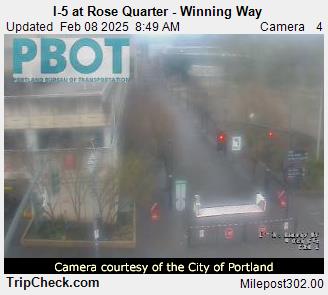 I-5 at Rose Quarter - Winning Way
Updated  Feb 08 2025  8:49 AM    Camera  4
PBOT
PORTLAND BUREAU OF TRANSPORTATION
Camera courtesy of the City of Portland
TripCheck.com    Milepost302.00